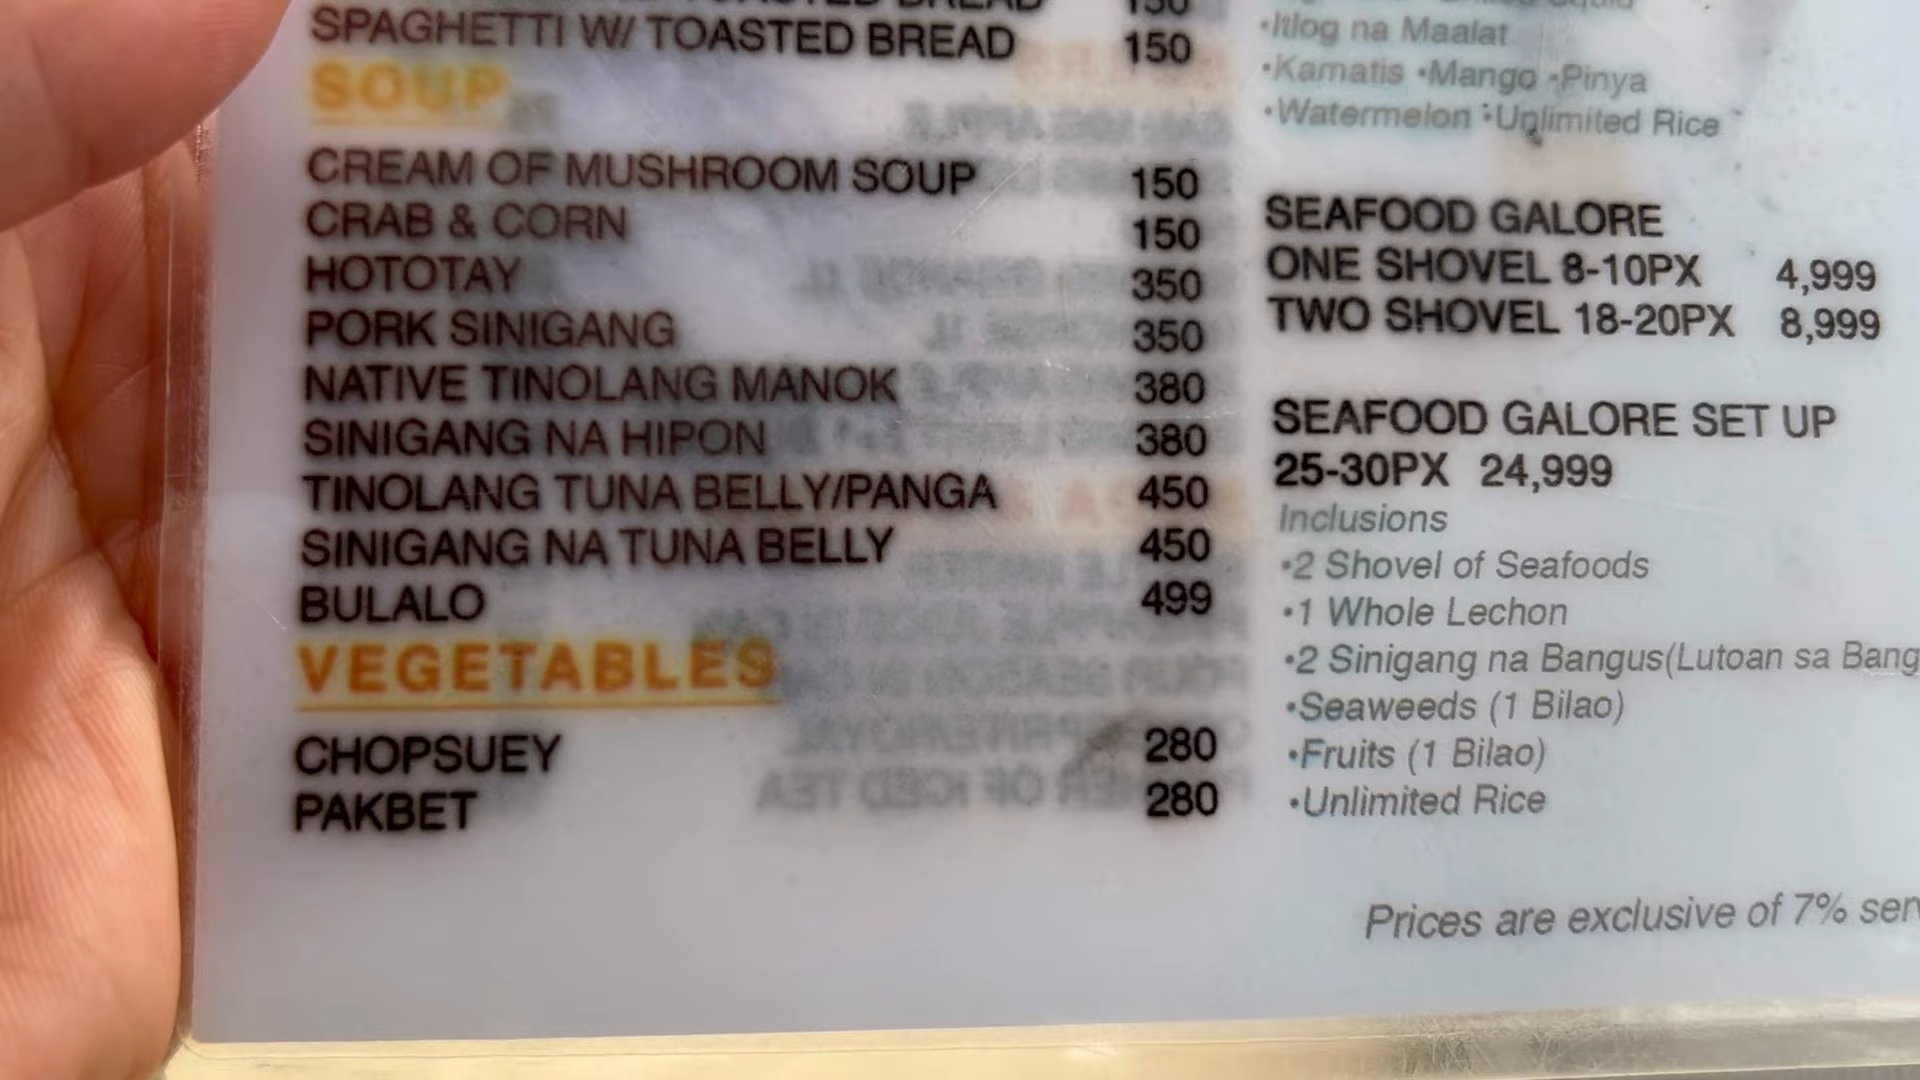 TOASTED BREAD 150
SPAGHETTI W/ TOASTED BREAD 150
SOUP
CREAM OF MUSHROOM SOUP 150
CRAB & CORN 150
HOTOTAY 350
PORK SINIGANG 350
NATIVE TINOLANG MANOK 380
SINIGANG NA HIPON 380
TINOLANG TUNA BELLY/PANGA 450
SINIGANG NA TUNA BELLY 450
BULALO 499
VEGETABLES
CHOPSUEY 280
PAKBET 280
•Itlog na Maalat
•Kamatis •Mango •Pinya
•Watermelon •Unlimited Rice
SEAFOOD GALORE
ONE SHOVEL 8-10PX 4,999
TWO SHOVEL 18-20PX 8,999
SEAFOOD GALORE SET UP
25-30PX 24,999
Inclusions
•2 Shovel of Seafoods
•1 Whole Lechon
•2 Sinigang na Bangus(Lutoan sa Bang
•Seaweeds (1 Bilao)
•Fruits (1 Bilao)
•Unlimited Rice
Prices are exclusive of 7% ser